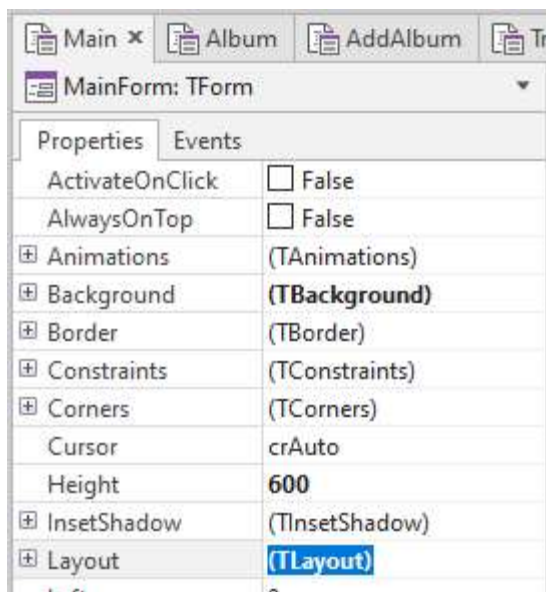 Main × Album AddAlbum
MainForm: TForm
Properties Events
ActivateOnClick False
AlwaysOnTop False
Animations (TAnimations)
Background (TBackground)
Border (TBorder)
Constraints (TConstraints)
Corners (TCorners)
Cursor crAuto
Height 600
InsetShadow (TInsetShadow)
Layout (TLayout)